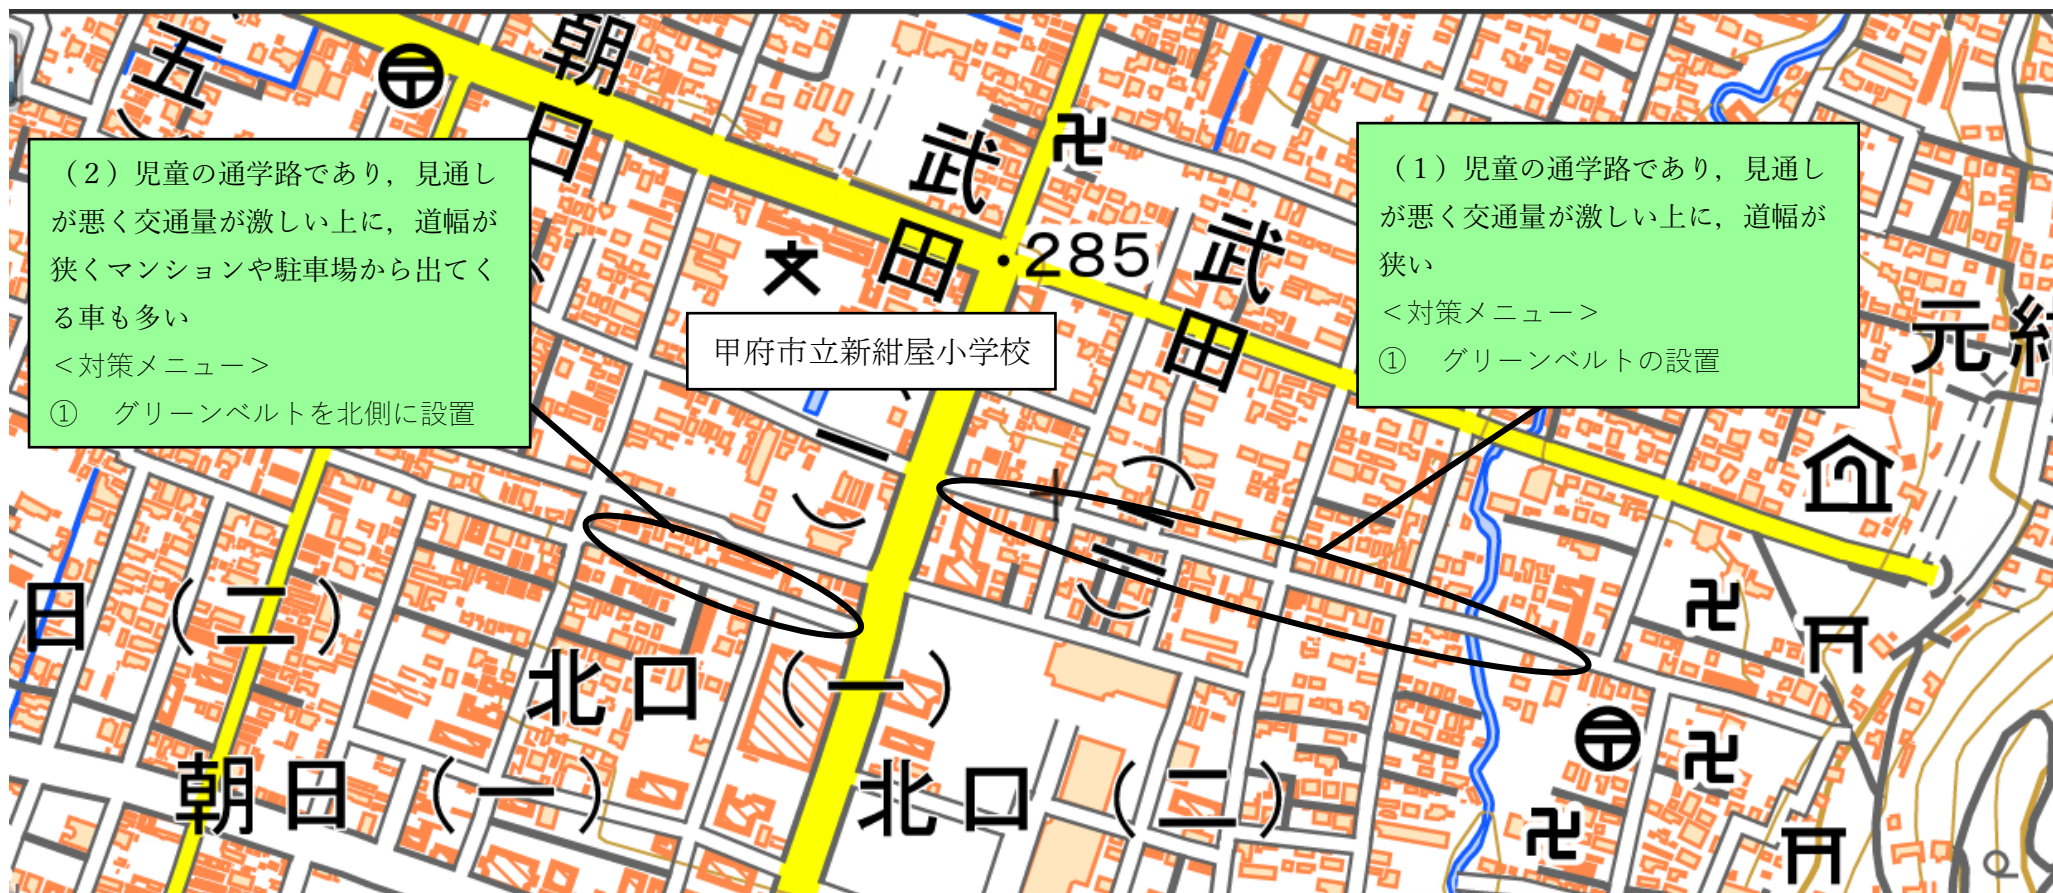 五
朝
日
武
田
・285
武
田
元紺
（２）児童の通学路であり，見通し
が悪く交通量が激しい上に，道幅が
狭くマンションや駐車場から出てく
る車も多い
＜対策メニュー＞
①　グリーンベルトを北側に設置
（１）児童の通学路であり，見通し
が悪く交通量が激しい上に，道幅が
狭い
＜対策メニュー＞
①　グリーンベルトの設置
甲府市立新紺屋小学校
一）
（二）
日（二）
北口（一）
朝日（一）
北口（二）